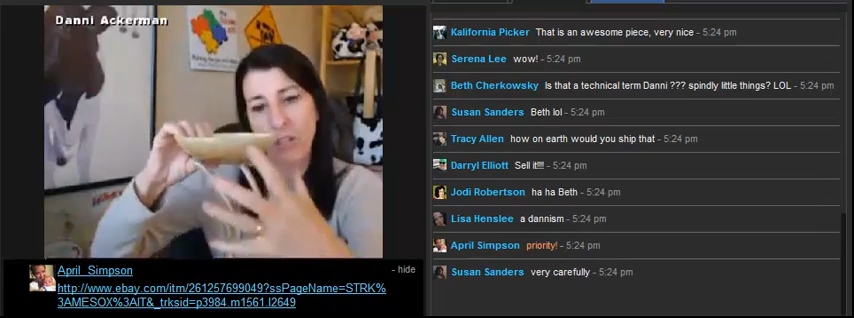 Danni Ackerman
Kalifornia Picker That is an awesome piece, very nice - 5:24 pm
Serena Lee wow! - 5:24 pm
Beth Cherkowsky Is that a technical term Danni ??? spindly little things? LOL - 5:24 pm
Susan Sanders Beth lol - 5:24 pm
Tracy Allen how on earth would you ship that - 5:24 pm
Darryl Elliott Sell it!!! - 5:24 pm
Jodi Robertson ha ha Beth - 5:24 pm
Lisa Henslee a dannism - 5:24 pm
April Simpson priority! - 5:24 pm
Susan Sanders very carefully - 5:24 pm
April_Simpson - hide
http://www.ebay.com/itm/261257699049?ssPageName=STRK%
3AMESOX%3AIT&_trksid=p3984.m1561.l2649